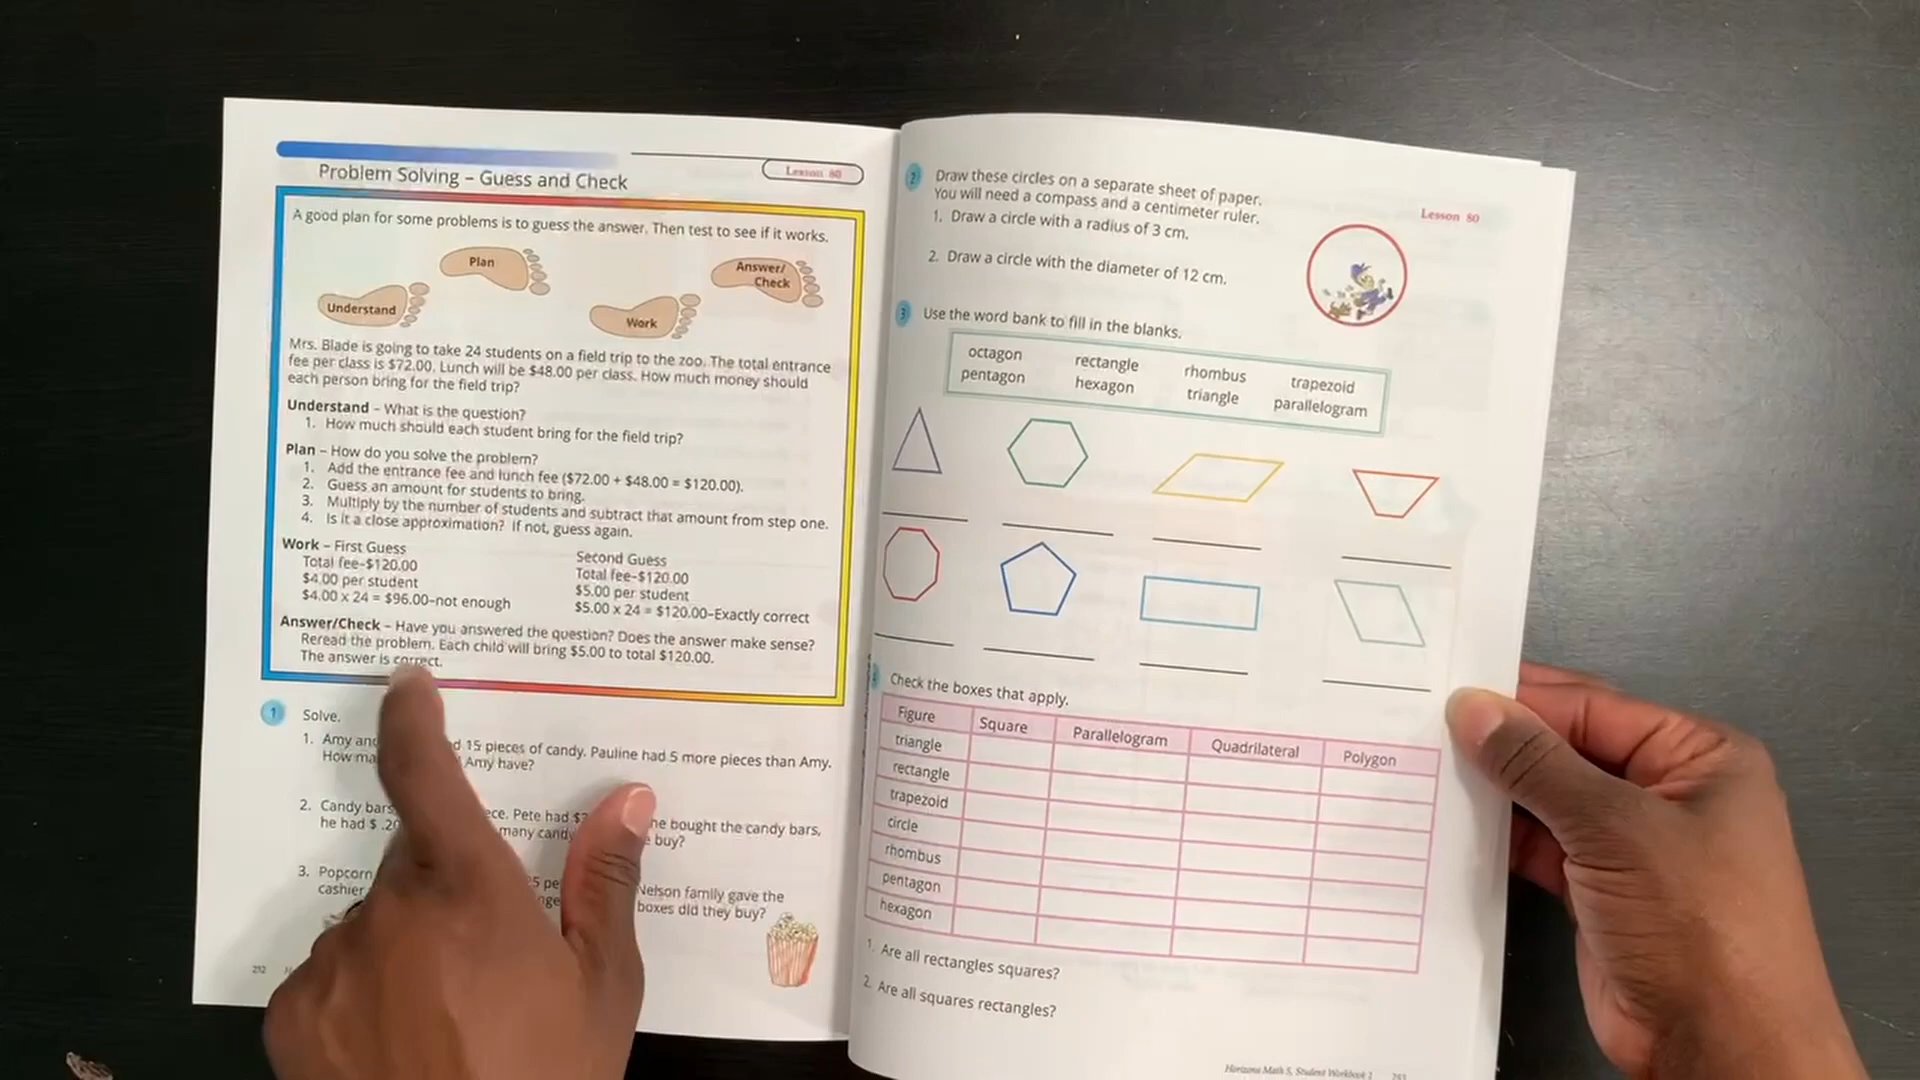 Problem Solving – Guess and Check
Lesson 80
A good plan for some problems is to guess the answer. Then test to see if it works.
Understand
Plan
Work
Answer/
Check
Mrs. Blade is going to take 24 students on a field trip to the zoo. The total entrance
fee per class is $72.00. Lunch will be $48.00 per class. How much money should
each person bring for the field trip?
Understand – What is the question?
1. How much should each student bring for the field trip?
Plan – How do you solve the problem?
1. Add the entrance fee and lunch fee ($72.00 + $48.00 = $120.00).
2. Guess an amount for students to bring.
3. Multiply by the number of students and subtract that amount from step one.
4. Is it a close approximation? If not, guess again.
Work – First Guess
Total fee–$120.00
$4.00 per student
$4.00 x 24 = $96.00–not enough
Second Guess
Total fee–$120.00
$5.00 per student
$5.00 x 24 = $120.00–Exactly correct
Answer/Check – Have you answered the question? Does the answer make sense?
Reread the problem. Each child will bring $5.00 to total $120.00.
The answer is correct.
1 Solve.
1. Amy 15 pieces of candy. Pauline had 5 more pieces than Amy.
How Amy have?
2. Candy bars Pete had he bought the candy bars,
he had many buy?
3. Popcorn Nelson family gave the
cashier boxes did they buy?
252
2 Draw these circles on a separate sheet of paper.
You will need a compass and a centimeter ruler.
Lesson 80
1. Draw a circle with a radius of 3 cm.
2. Draw a circle with the diameter of 12 cm.
3 Use the word bank to fill in the blanks.
octagon rectangle rhombus trapezoid
pentagon hexagon triangle parallelogram
Check the boxes that apply.
Figure Square Parallelogram Quadrilateral Polygon
triangle
rectangle
trapezoid
circle
rhombus
pentagon
hexagon
1. Are all rectangles squares?
2. Are all squares rectangles?
Horizons Math 5, Student Workbook 2 253